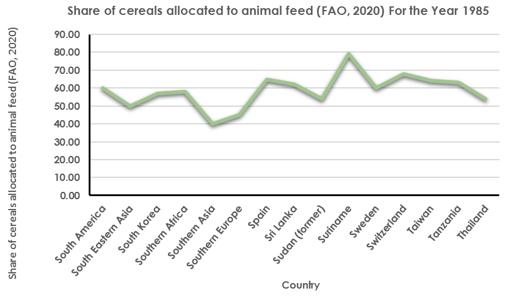 Share of cereals allocated to animal feed (FAO, 2020) For the Year 1985
Share of cereals allocated to animal feed (FAO, 2020)
90.00
80.00
70.00
60.00
50.00
40.00
30.00
20.00
10.00
0.00
South America
South Eastern Asia
South Korea
Southern Africa
Southern Asia
Southern Europe
Spain
Sri Lanka
Sudan (former)
Suriname
Sweden
Switzerland
Taiwan
Tanzania
Thailand
Country